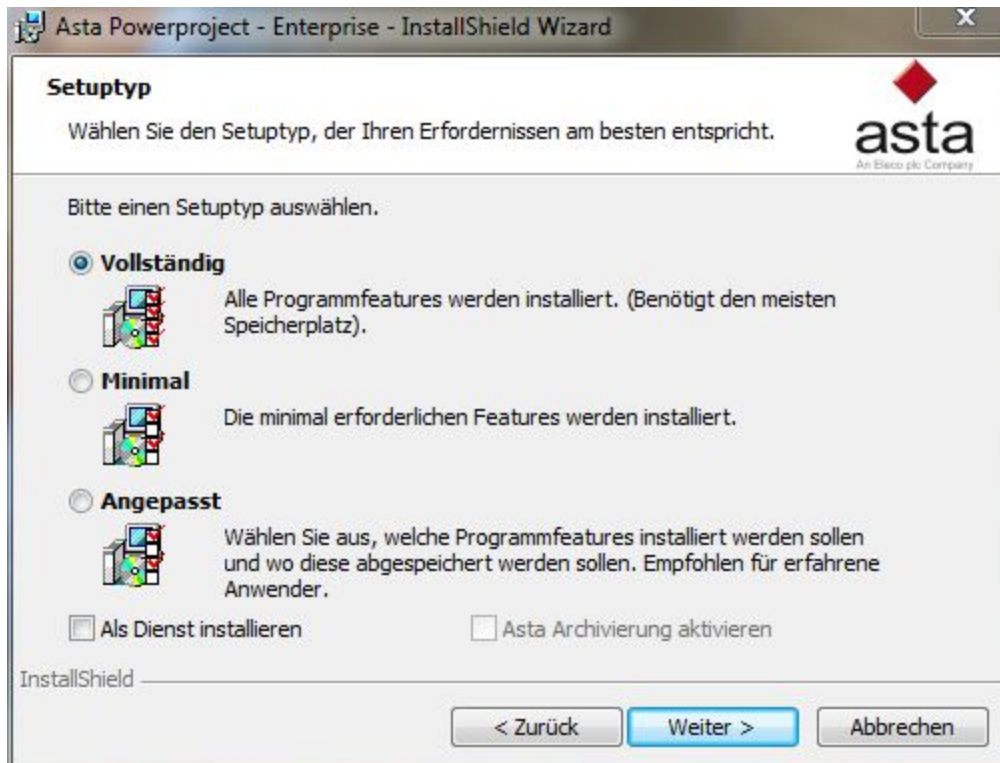 Asta Powerproject - Enterprise - InstallShield Wizard
Setuptyp
Wählen Sie den Setuptyp, der Ihren Erfordernissen am besten entspricht.
asta
An Eleco plc Company
Bitte einen Setuptyp auswählen.
Vollständig
Alle Programmfeatures werden installiert. (Benötigt den meisten
Speicherplatz).
Minimal
Die minimal erforderlichen Features werden installiert.
Angepasst
Wählen Sie aus, welche Programmfeatures installiert werden sollen
und wo diese abgespeichert werden sollen. Empfohlen für erfahrene
Anwender.
Als Dienst installieren
Asta Archivierung aktivieren
InstallShield
< Zurück
Weiter >
Abbrechen